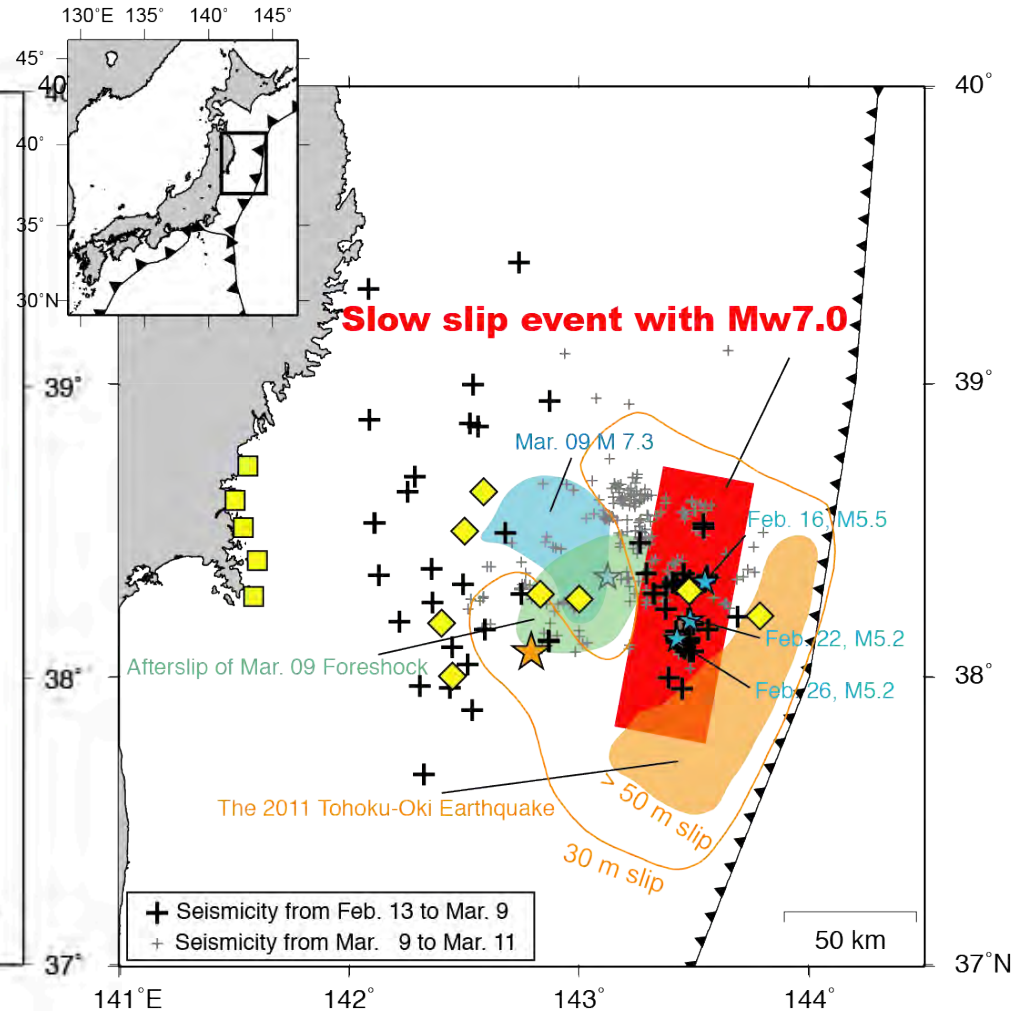 130°E 135° 140° 145°
45°
40°
35°
30°N
40
40°
39°
39°
38°
38°
37°
37°N
141°E
142°
143°
144°
Slow slip event with Mw7.0
Mar. 09 M 7.3
Feb. 16, M5.5
Feb. 22, M5.2
Feb. 26, M5.2
Afterslip of Mar. 09 Foreshock
The 2011 Tohoku-Oki Earthquake
> 50 m slip
30 m slip
Seismicity from Feb. 13 to Mar. 9
Seismicity from Mar. 9 to Mar. 11
50 km